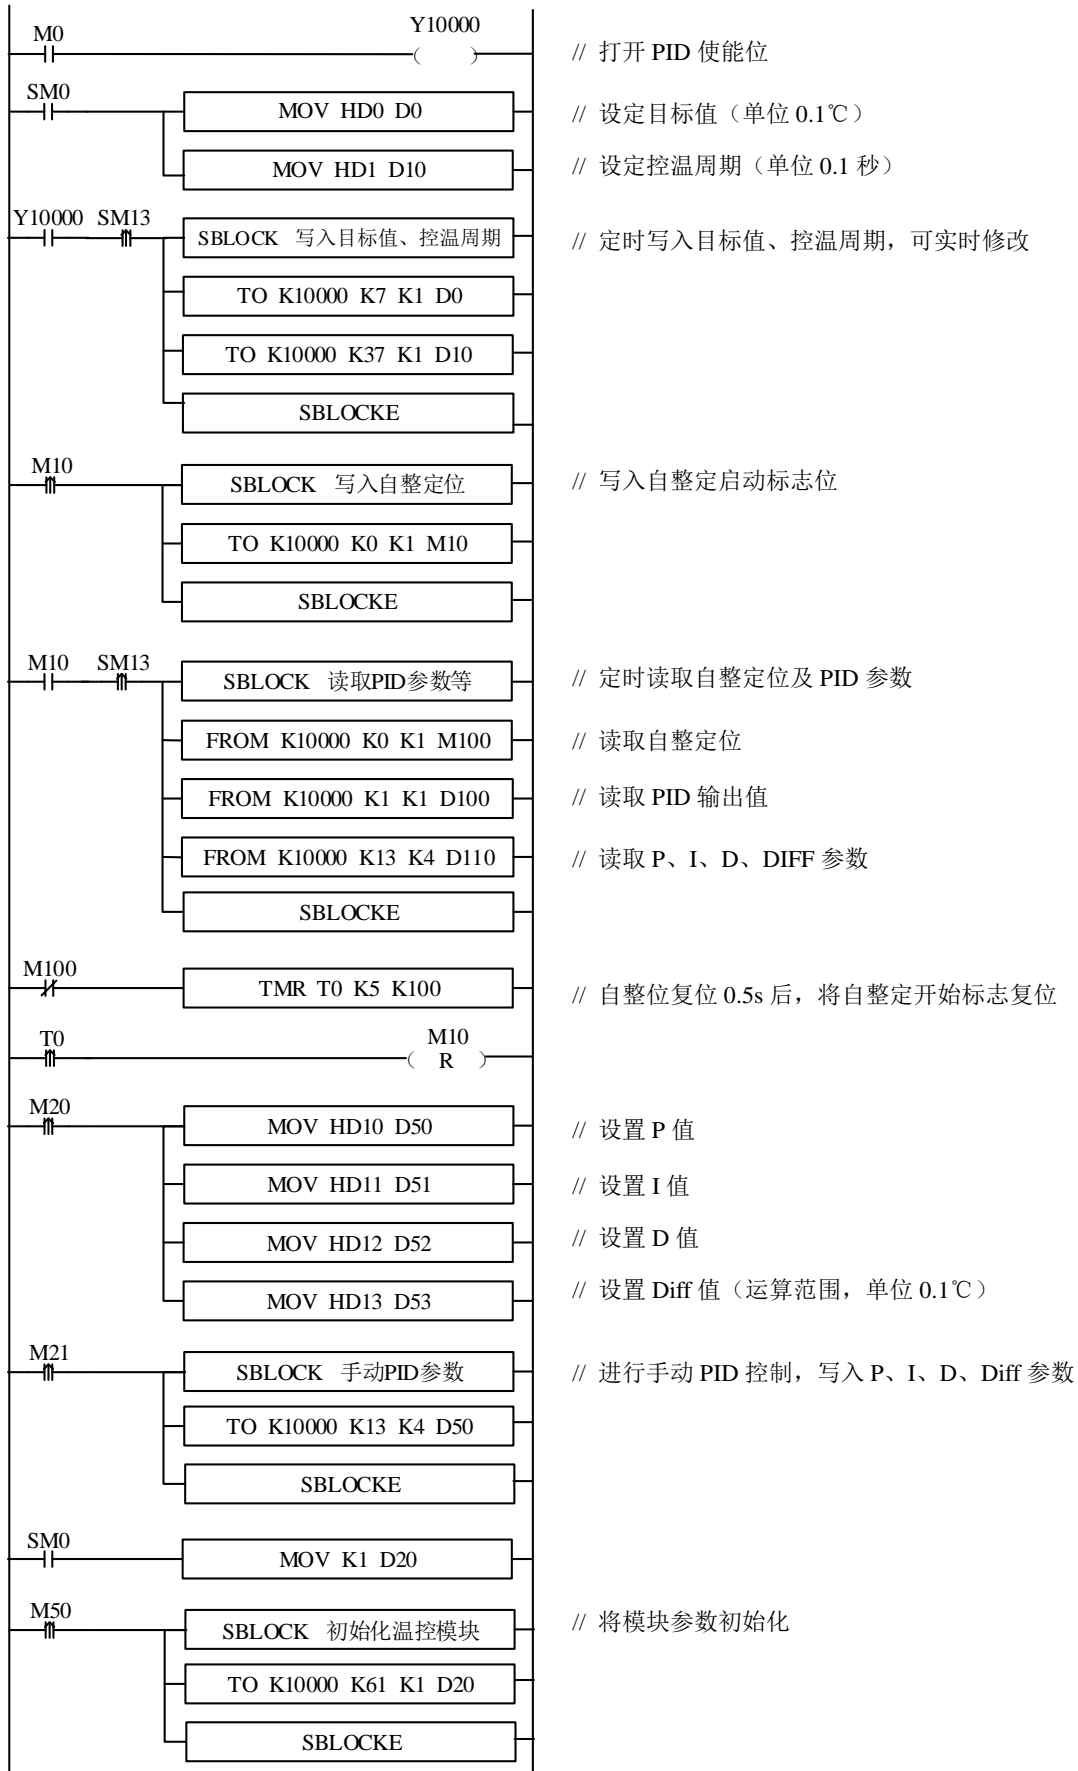 M0
Y10000
( )
// 打开 PID 使能位
SM0
MOV HD0 D0
// 设定目标值（单位 0.1℃）
MOV HD1 D10
// 设定控温周期（单位 0.1 秒）
Y10000 SM13
SBLOCK 写入目标值、控温周期
// 定时写入目标值、控温周期，可实时修改
TO K10000 K7 K1 D0
TO K10000 K37 K1 D10
SBLOCKE
M10
SBLOCK 写入自整定位
// 写入自整定启动标志位
TO K10000 K0 K1 M10
SBLOCKE
M10 SM13
SBLOCK 读取PID参数等
// 定时读取自整定位及 PID 参数
FROM K10000 K0 K1 M100
// 读取自整定位
FROM K10000 K1 K1 D100
// 读取 PID 输出值
FROM K10000 K13 K4 D110
// 读取 P、I、D、DIFF 参数
SBLOCKE
M100
TMR T0 K5 K100
// 自整位复位 0.5s 后，将自整定开始标志复位
T0
M10
( R )
M20
MOV HD10 D50
// 设置 P 值
MOV HD11 D51
// 设置 I 值
MOV HD12 D52
// 设置 D 值
MOV HD13 D53
// 设置 Diff 值（运算范围，单位 0.1℃）
M21
SBLOCK 手动PID参数
// 进行手动 PID 控制，写入 P、I、D、Diff 参数
TO K10000 K13 K4 D50
SBLOCKE
SM0
MOV K1 D20
M50
SBLOCK 初始化温控模块
// 将模块参数初始化
TO K10000 K61 K1 D20
SBLOCKE